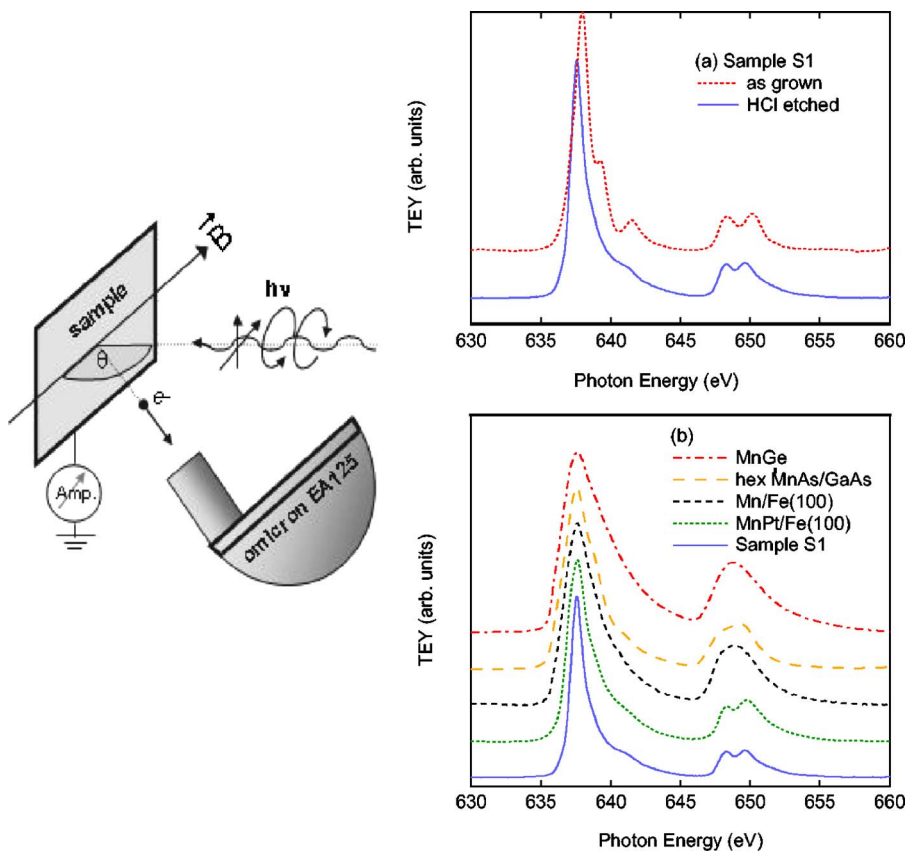 B
sample
hν
θ
e-
Amp.
omicron EA125
TEY (arb. units)
(a) Sample S1
as grown
HCl etched
630 635 640 645 650 655 660
Photon Energy (eV)
TEY (arb. units)
(b)
MnGe
hex MnAs/GaAs
Mn/Fe(100)
MnPt/Fe(100)
Sample S1
630 635 640 645 650 655 660
Photon Energy (eV)